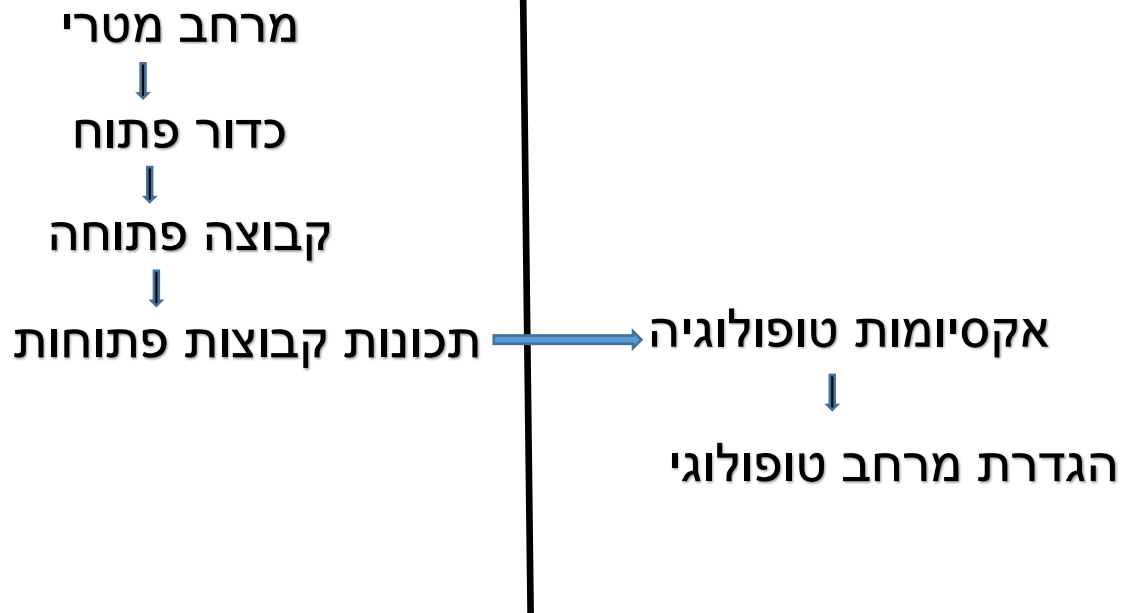 מרחב מטרי
כדור פתוח
קבוצה פתוחה
תכונות קבוצות פתוחות
אקסיומות טופולוגיה
הגדרת מרחב טופולוגי